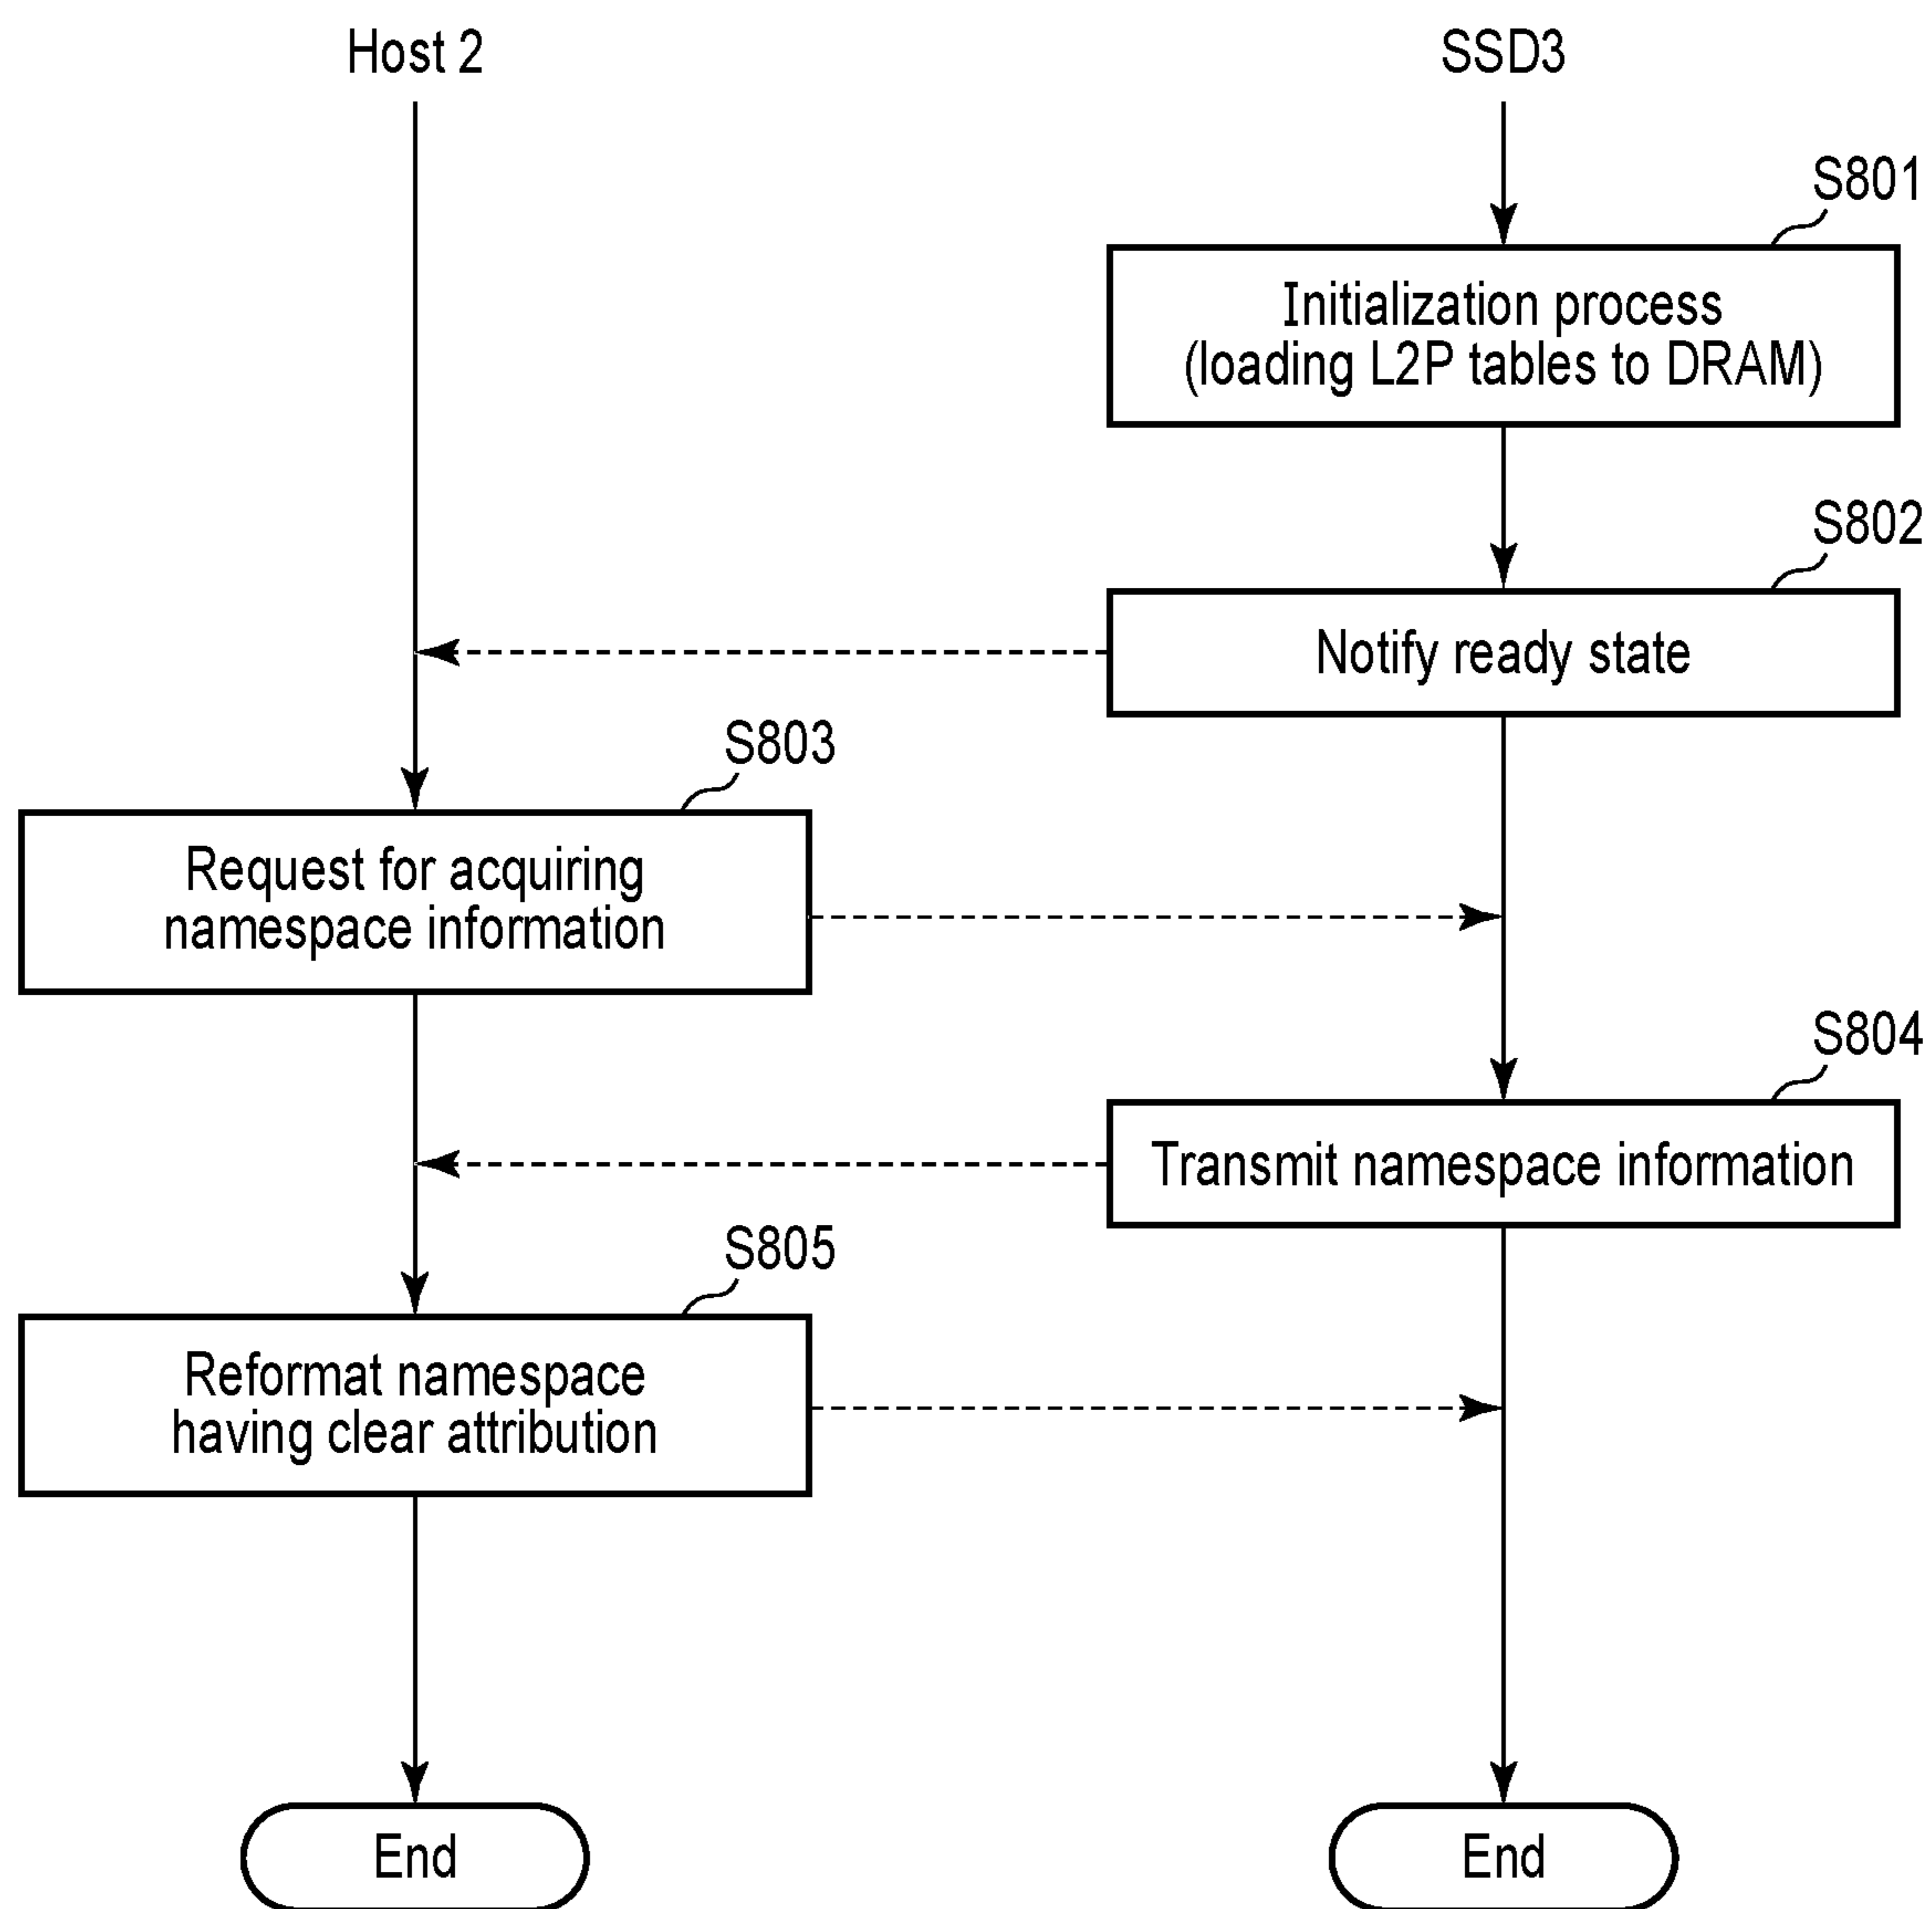 Host 2
SSD3
S801
Initialization process
(loading L2P tables to DRAM)
S802
Notify ready state
S803
Request for acquiring
namespace information
S804
Transmit namespace information
S805
Reformat namespace
having clear attribution
End
End